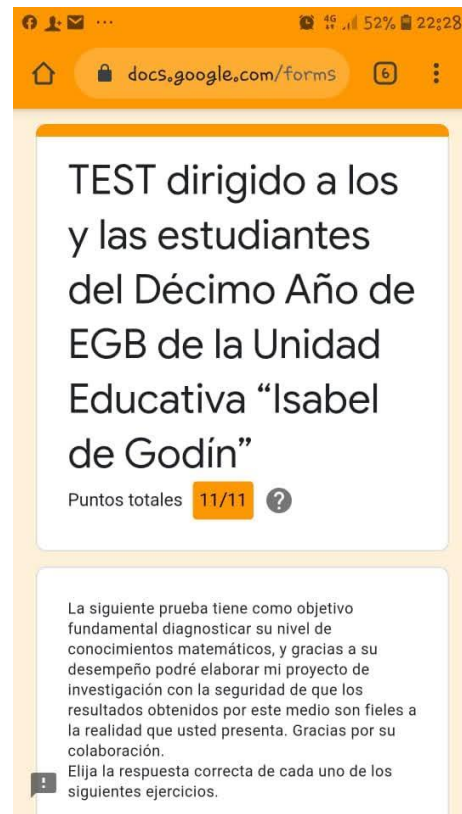 52% 22:28
docs.google.com/forms 6
TEST dirigido a los
y las estudiantes
del Décimo Año de
EGB de la Unidad
Educativa “Isabel
de Godín”
Puntos totales 11/11 ?
La siguiente prueba tiene como objetivo
fundamental diagnosticar su nivel de
conocimientos matemáticos, y gracias a su
desempeño podré elaborar mi proyecto de
investigación con la seguridad de que los
resultados obtenidos por este medio son fieles a
la realidad que usted presenta. Gracias por su
colaboración.
Elija la respuesta correcta de cada uno de los
siguientes ejercicios.